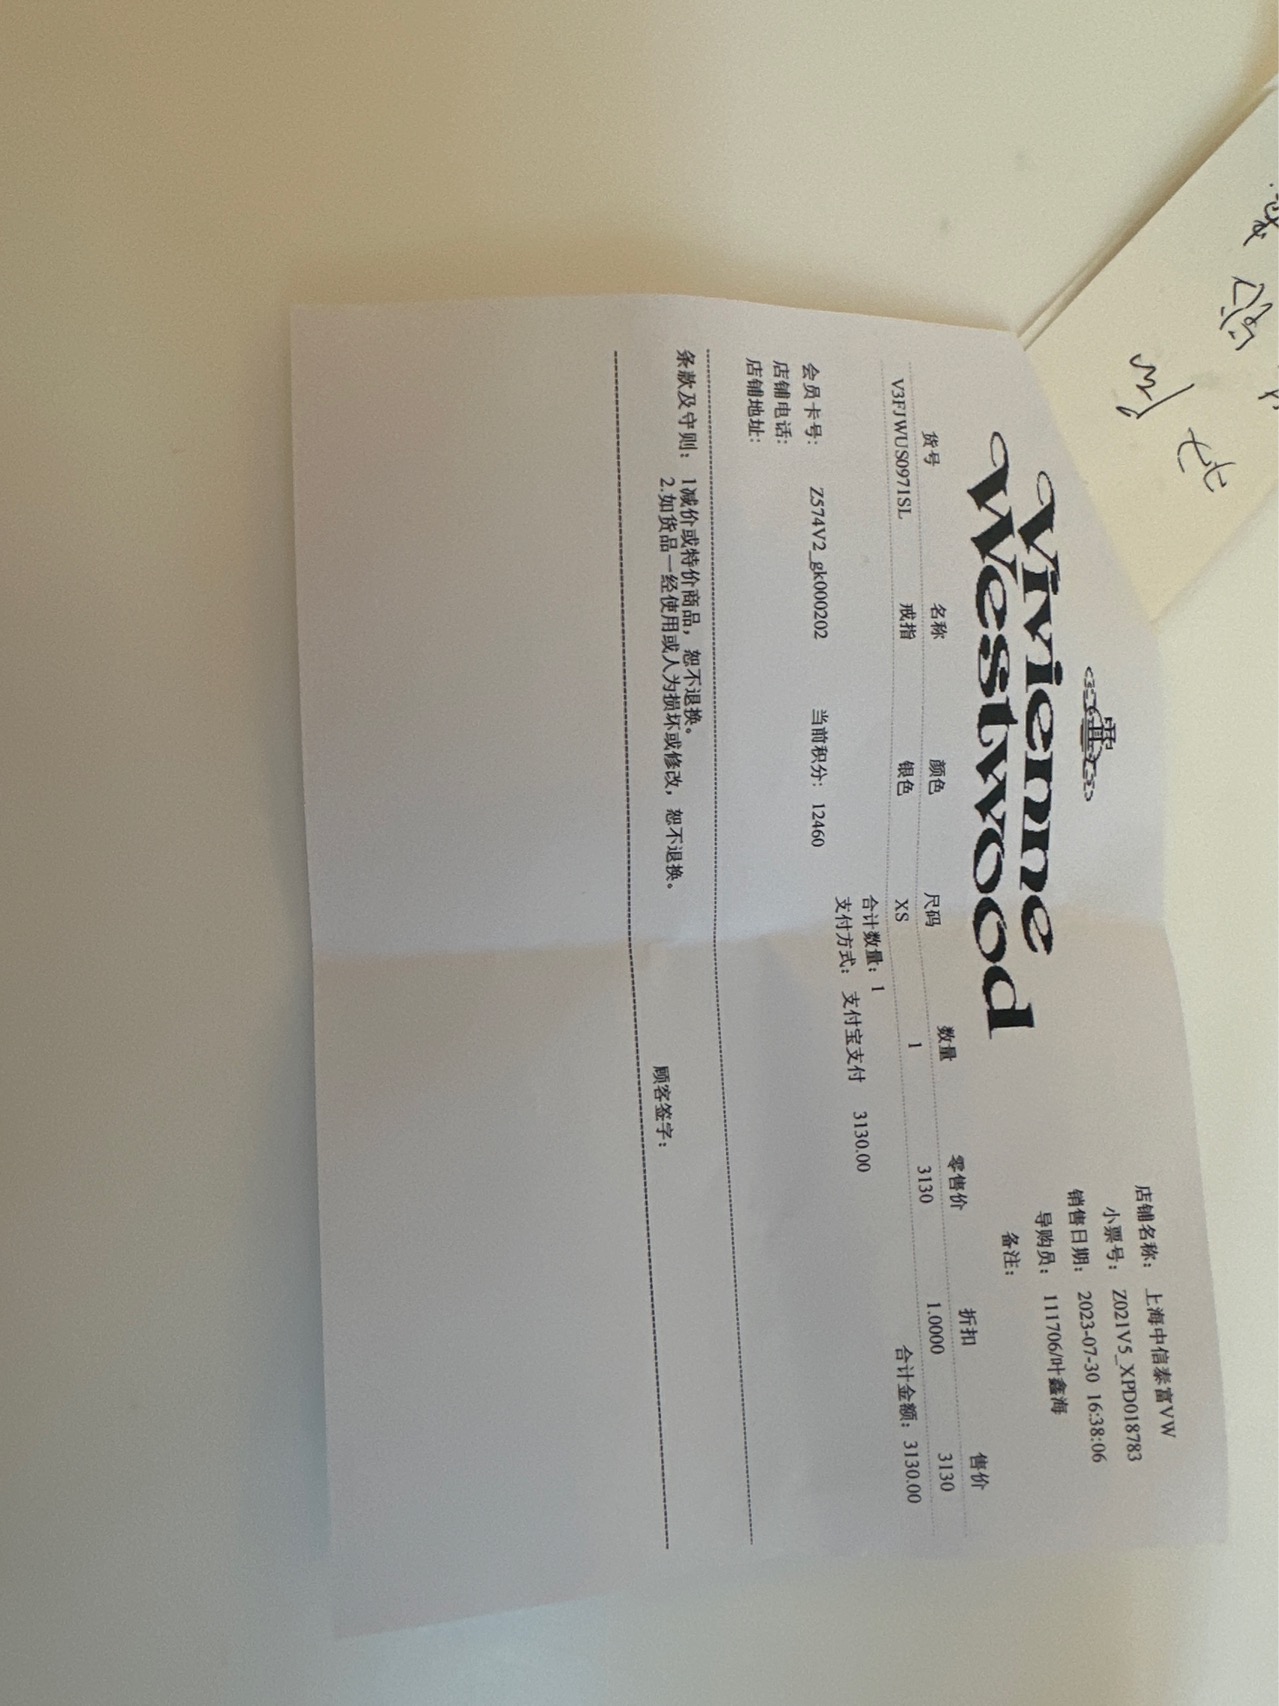 Vivienne
Westwood
店铺名称： 上海中信泰富VW
小票号： Z021V5_XPD018783
销售日期： 2023-07-30 16:38:06
导购员： 111706/叶鑫海
备注：
货号 名称 颜色 尺码 数量 零售价 折扣 售价
V3FJWUS0971SL 戒指 银色 XS 1 3130 1.0000 3130
合计数量：1 合计金额：3130.00
支付方式： 支付宝支付 3130.00
会员卡号： Z574V2_gk000202 当前积分： 12460
店铺电话：
店铺地址：
条款及守则： 1减价或特价商品，恕不退换。
2.如货品一经使用或人为损坏或修改，恕不退换。
顾客签字：